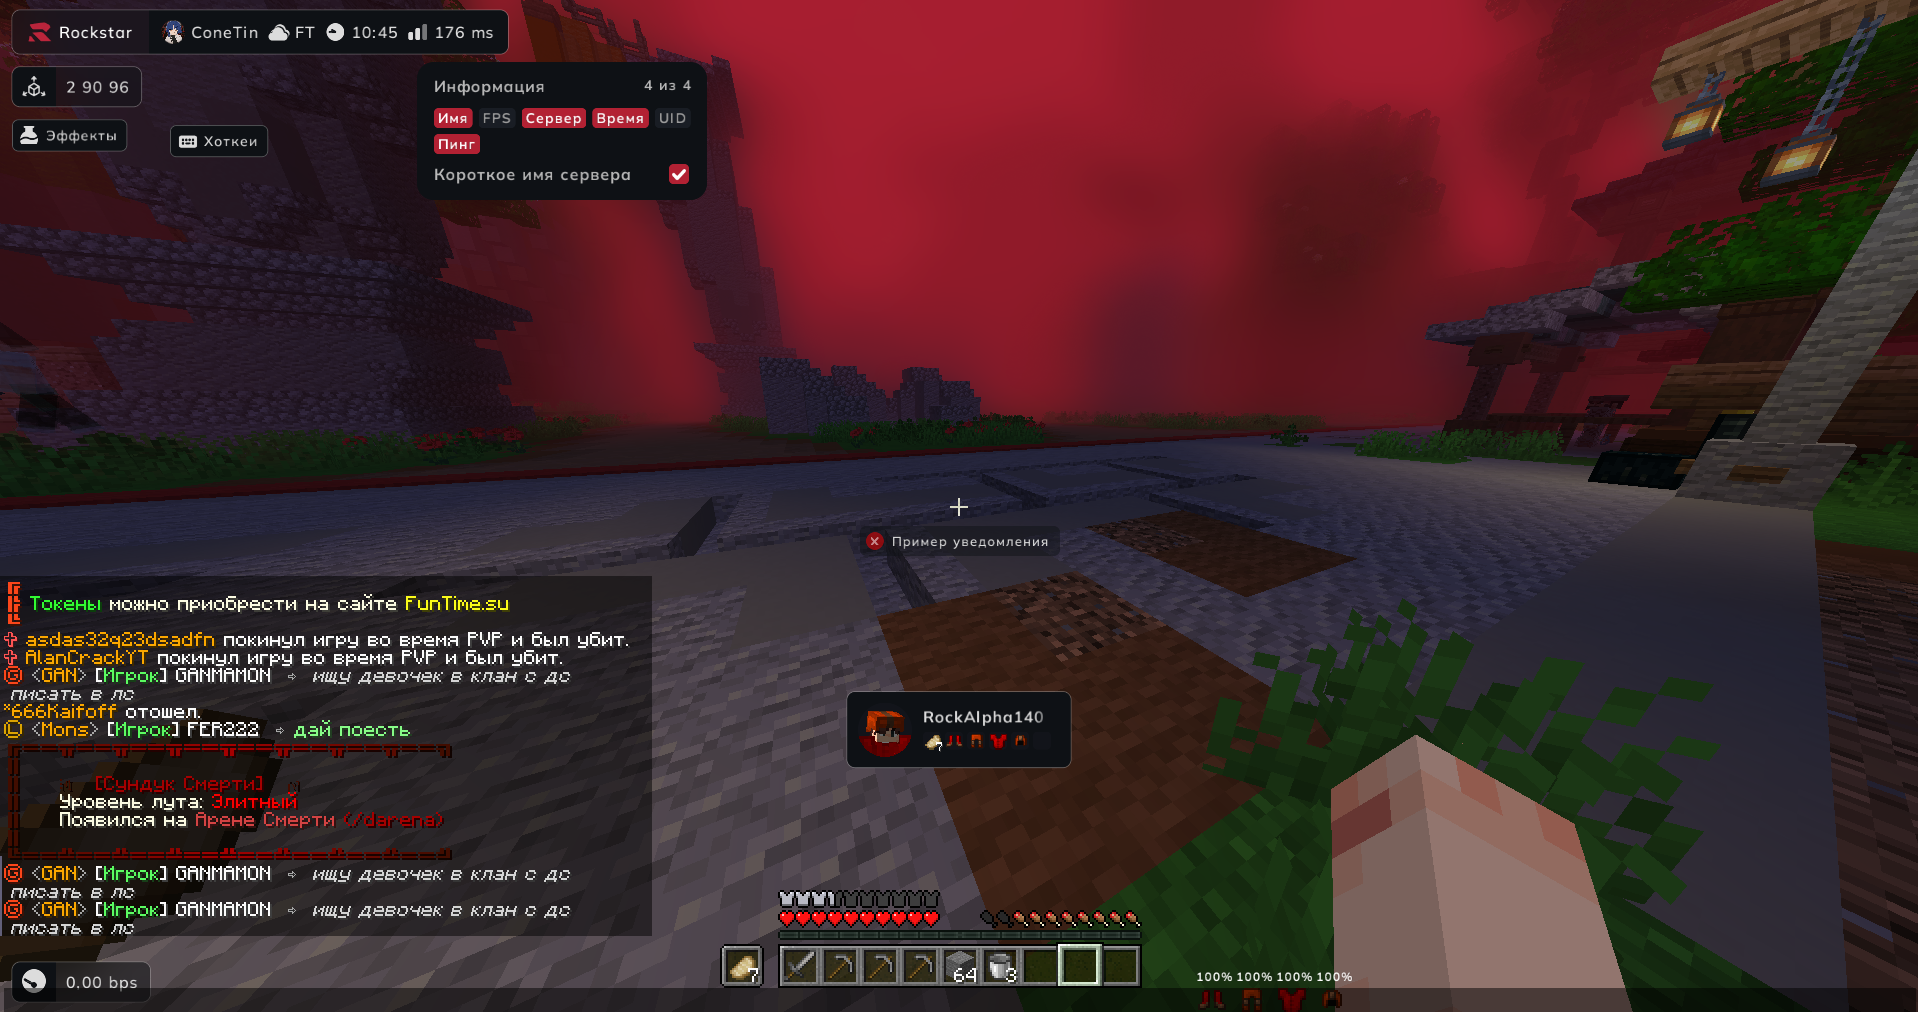 Rockstar
ConeTin FT 10:45 176 ms
2 90 96
Эффекты
Хоткеи
Информация 4 из 4
Имя FPS Сервер Время UID
Пинг
Короткое имя сервера
Пример уведомления
Токены можно приобрести на сайте FunTime.su
asdas32q23dsadfn покинул игру во время PVP и был убит.
AlanCrackYT покинул игру во время PVP и был убит.
<GAN> [Игрок] GANMAMON ➩ ищу девочек в клан с дс
писать в лс
*666Kaifoff отошел.
<Mons> [Игрок] FER222 ➩ дай поесть
[Сундук Смерти]
Уровень лута: Элитный
Появился на Арене Смерти (/darena)
<GAN> [Игрок] GANMAMON ➩ ищу девочек в клан с дс
писать в лс
<GAN> [Игрок] GANMAMON ➩ ищу девочек в клан с дс
писать в лс
RockAlpha140
7
7 64 3
100% 100% 100% 100%
0.00 bps